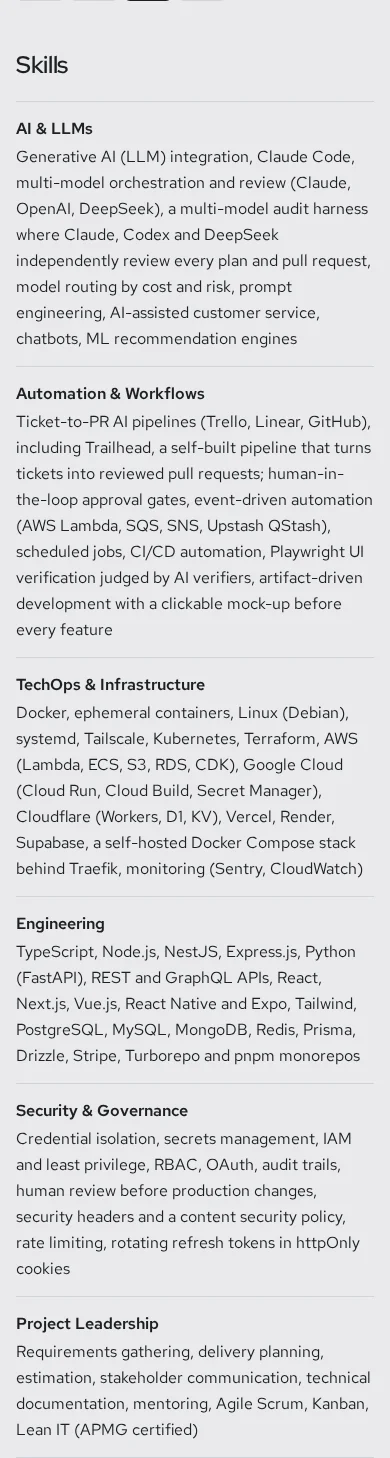 Skills
AI & LLMs
Generative AI (LLM) integration, Claude Code,
multi-model orchestration and review (Claude,
OpenAI, DeepSeek), a multi-model audit harness
where Claude, Codex and DeepSeek
independently review every plan and pull request,
model routing by cost and risk, prompt
engineering, AI-assisted customer service,
chatbots, ML recommendation engines
Automation & Workflows
Ticket-to-PR AI pipelines (Trello, Linear, GitHub),
including Trailhead, a self-built pipeline that turns
tickets into reviewed pull requests; human-in-
the-loop approval gates, event-driven automation
(AWS Lambda, SQS, SNS, Upstash QStash),
scheduled jobs, CI/CD automation, Playwright UI
verification judged by AI verifiers, artifact-driven
development with a clickable mock-up before
every feature
TechOps & Infrastructure
Docker, ephemeral containers, Linux (Debian),
systemd, Tailscale, Kubernetes, Terraform, AWS
(Lambda, ECS, S3, RDS, CDK), Google Cloud
(Cloud Run, Cloud Build, Secret Manager),
Cloudflare (Workers, D1, KV), Vercel, Render,
Supabase, a self-hosted Docker Compose stack
behind Traefik, monitoring (Sentry, CloudWatch)
Engineering
TypeScript, Node.js, NestJS, Express.js, Python
(FastAPI), REST and GraphQL APIs, React,
Next.js, Vue.js, React Native and Expo, Tailwind,
PostgreSQL, MySQL, MongoDB, Redis, Prisma,
Drizzle, Stripe, Turborepo and pnpm monorepos
Security & Governance
Credential isolation, secrets management, IAM
and least privilege, RBAC, OAuth, audit trails,
human review before production changes,
security headers and a content security policy,
rate limiting, rotating refresh tokens in httpOnly
cookies
Project Leadership
Requirements gathering, delivery planning,
estimation, stakeholder communication, technical
documentation, mentoring, Agile Scrum, Kanban,
Lean IT (APMG certified)